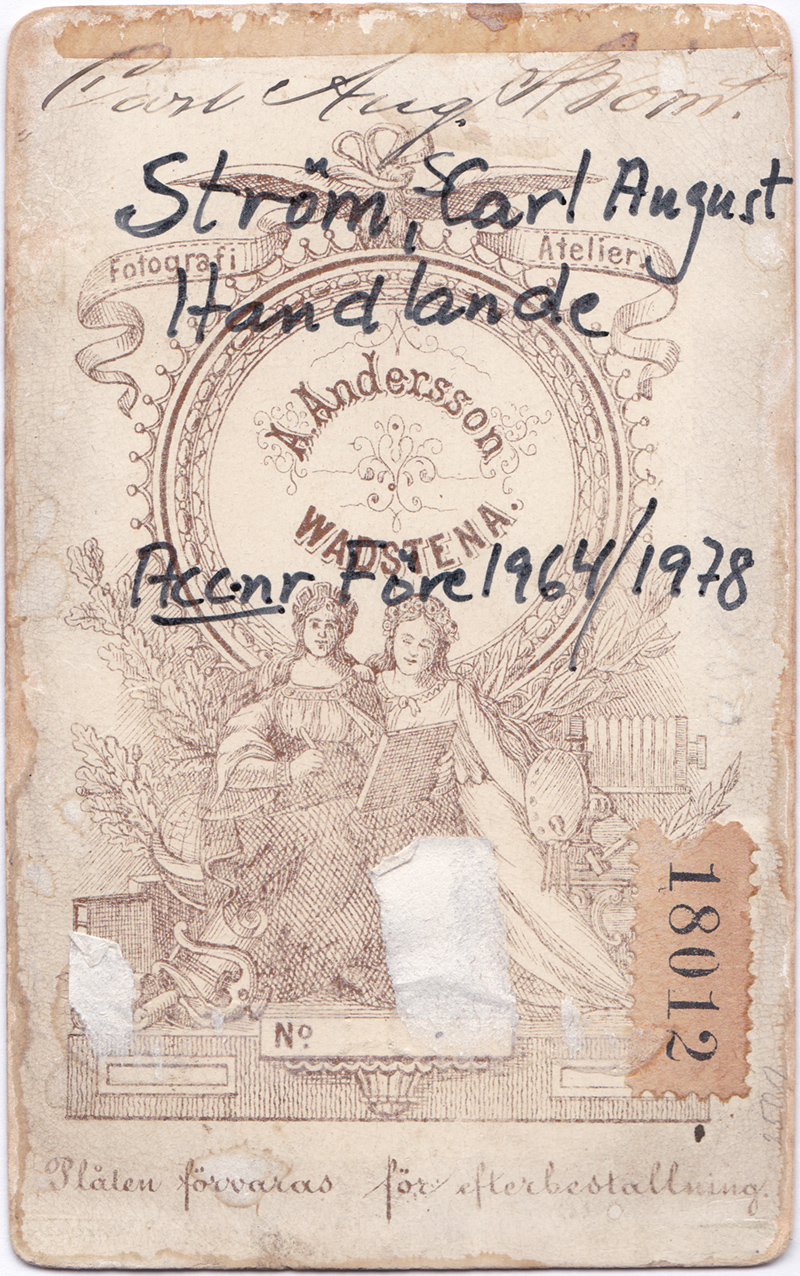 Carl Aug. Ström.
Ström, Carl August
Fotografi Atelier.
Handlande
A. Andersson
WADSTENA.
Acc.nr Före 1964/1978
18012
No
Plåten förvaras för efterbeställning.